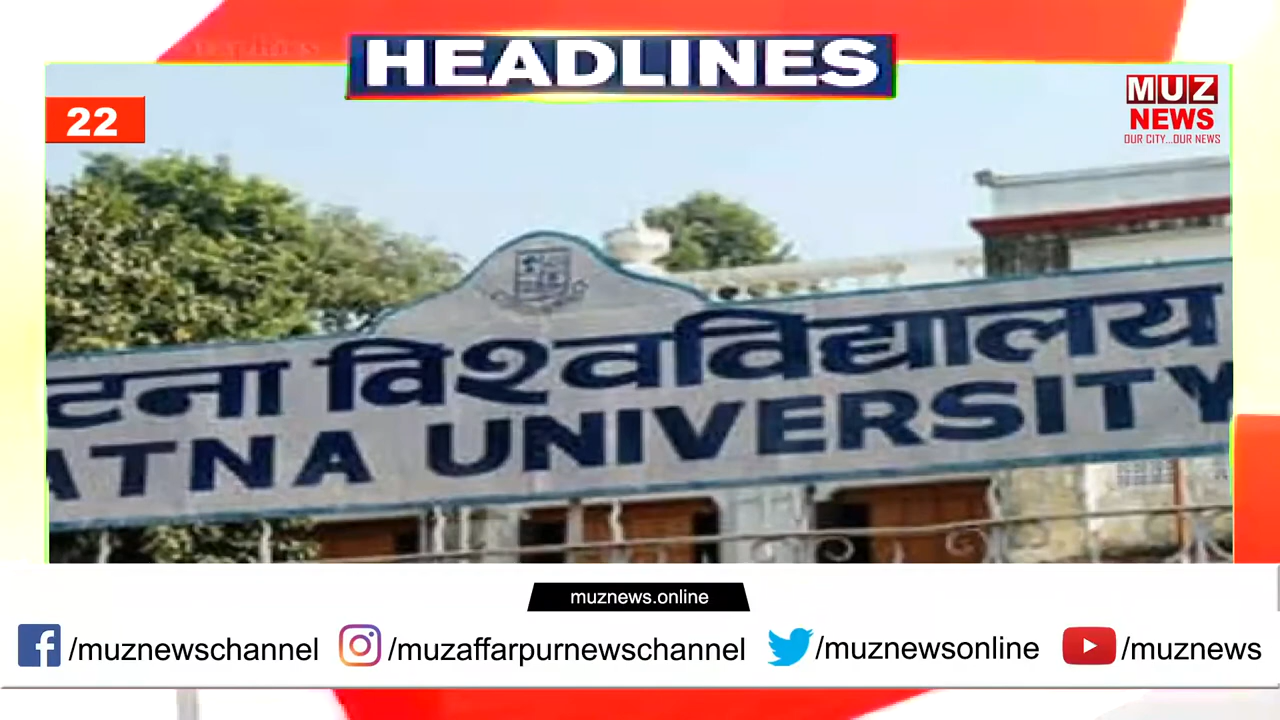 HEADLINES
22
MUZ
NEWS
OUR CITY...OUR NEWS
टना विश्वविद्यालय
ATNA UNIVERSITY
muznews.online
/muznewschannel /muzaffarpurnewschannel /muznewsonline /muznews